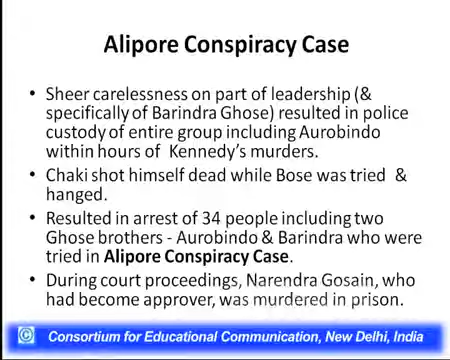 Alipore Conspiracy Case
• Sheer carelessness on part of leadership (&
specifically of Barindra Ghose) resulted in police
custody of entire group including Aurobindo
within hours of Kennedy's murders.
• Chaki shot himself dead while Bose was tried &
hanged.
• Resulted in arrest of 34 people including two
Ghose brothers - Aurobindo & Barindra who were
tried in Alipore Conspiracy Case.
• During court proceedings, Narendra Gosain, who
had become approver, was murdered in prison.
© Consortium for Educational Communication, New Delhi, India